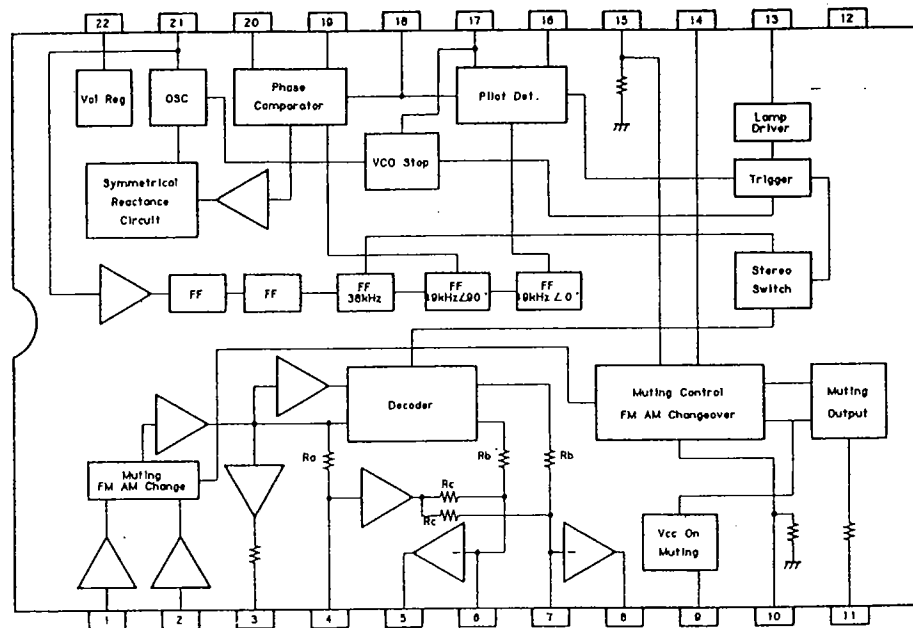 22 21 20 19 18 17 16 15 14 13 12
Vol Reg
OSC
Phase
Comparator
Pilot Det.
Lamp
Driver
VCO Stop
Trigger
Symmetrical
Reactance
Circuit
FF
FF
FF
38kHz
FF
19kHz∠90°
FF
19kHz∠0°
Stereo
Switch
Decoder
Muting Control
FM AM Changeover
Muting
Output
Muting
FM AM Change
Ra
Rb
Rb
Rc
Rc
Vcc On
Muting
1 2 3 4 5 6 7 8 9 10 11